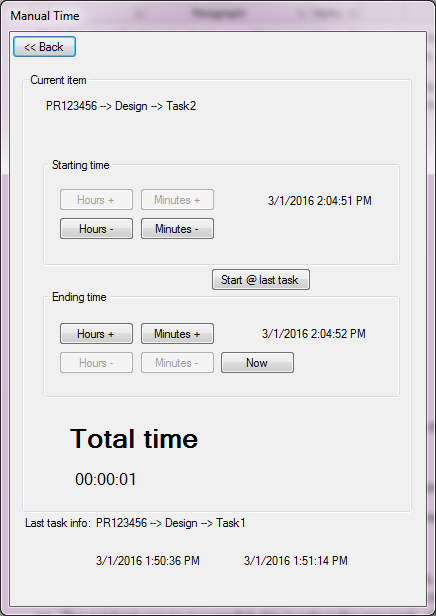 Manual Time
<< Back
Current item
PR123456 --> Design --> Task2
Starting time
Hours + Minutes + 3/1/2016 2:04:51 PM
Hours - Minutes -
Start @ last task
Ending time
Hours + Minutes + 3/1/2016 2:04:52 PM
Hours - Minutes - Now
Total time
00:00:01
Last task info: PR123456 --> Design --> Task1
3/1/2016 1:50:36 PM 3/1/2016 1:51:14 PM